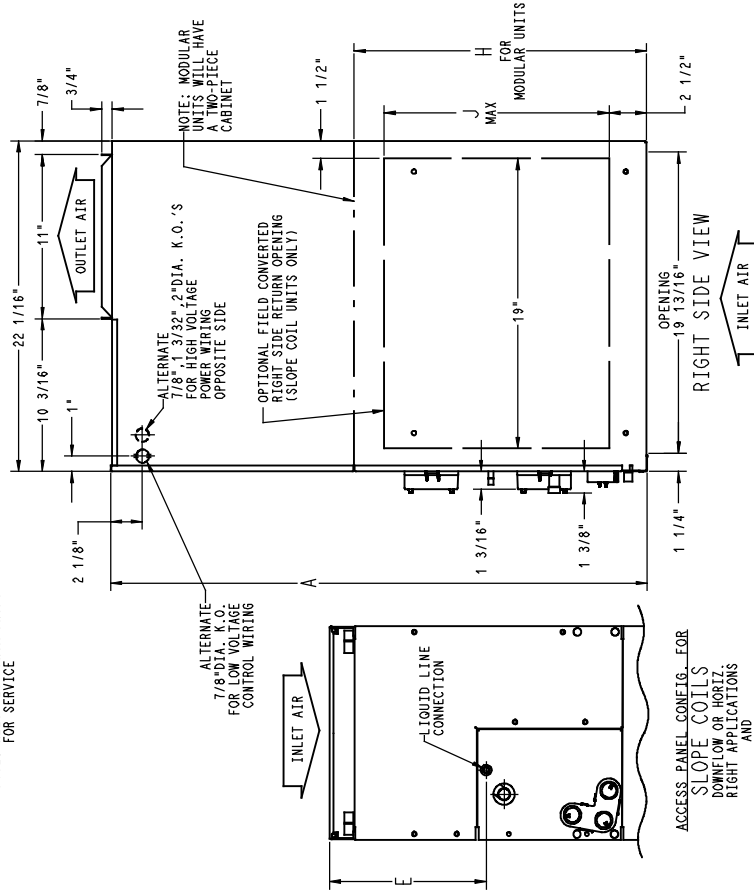 FOR SERVICE
22 1/16"
10 3/16"
11"
7/8"
3/4"
1"
OUTLET AIR
2 1/8"
ALTERNATE
7/8", 1 3/32", 2"DIA. K.O.'S
FOR HIGH VOLTAGE
POWER WIRING
OPPOSITE SIDE
NOTE: MODULAR
UNITS WILL HAVE
A TWO-PIECE
CABINET
ALTERNATE
7/8"DIA. K.O.
FOR LOW VOLTAGE
CONTROL WIRING
A
OPTIONAL FIELD CONVERTED
RIGHT SIDE RETURN OPENING
(SLOPE COIL UNITS ONLY)
1 1/2"
H
FOR
MODULAR UNITS
J
MAX
19"
2 1/2"
1 3/16"
1 3/8"
1 1/4"
OPENING
19 13/16"
RIGHT SIDE VIEW
INLET AIR
INLET AIR
LIQUID LINE
CONNECTION
E
ACCESS PANEL CONFIG. FOR
SLOPE COILS
DOWNFLOW OR HORIZ.
RIGHT APPLICATIONS
AND